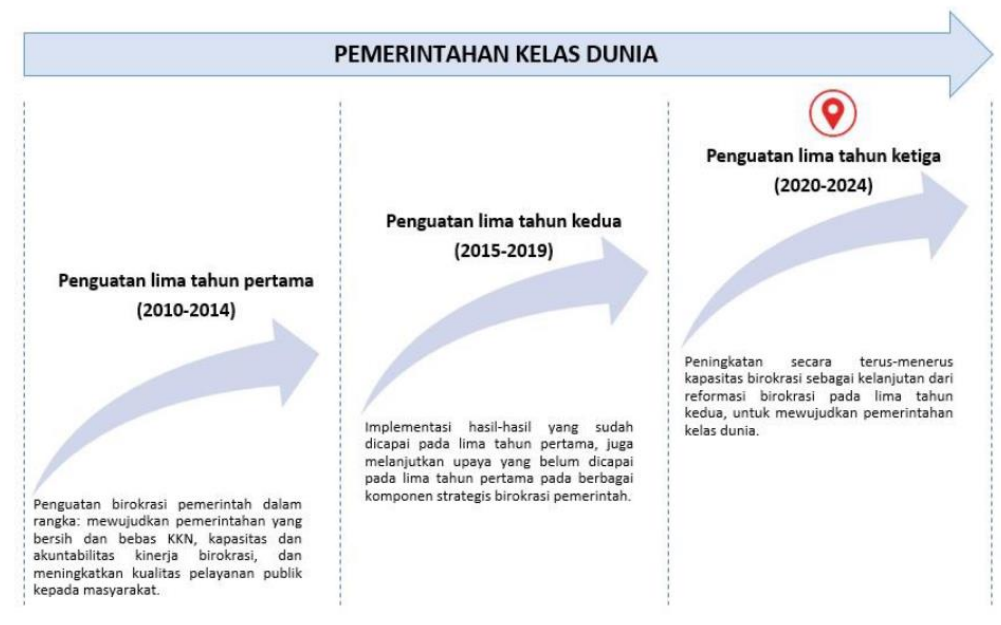 PEMERINTAHAN KELAS DUNIA
Penguatan lima tahun pertama
(2010-2014)
Penguatan birokrasi pemerintah dalam
rangka: mewujudkan pemerintahan yang
bersih dan bebas KKN, kapasitas dan
akuntabilitas kinerja birokrasi, dan
meningkatkan kualitas pelayanan publik
kepada masyarakat.
Penguatan lima tahun kedua
(2015-2019)
Implementasi hasil-hasil yang sudah
dicapai pada lima tahun pertama, juga
melanjutkan upaya yang belum dicapai
pada lima tahun pertama pada berbagai
komponen strategis birokrasi pemerintah.
Penguatan lima tahun ketiga
(2020-2024)
Peningkatan secara terus-menerus
kapasitas birokrasi sebagai kelanjutan dari
reformasi birokrasi pada lima tahun
kedua, untuk mewujudkan pemerintahan
kelas dunia.